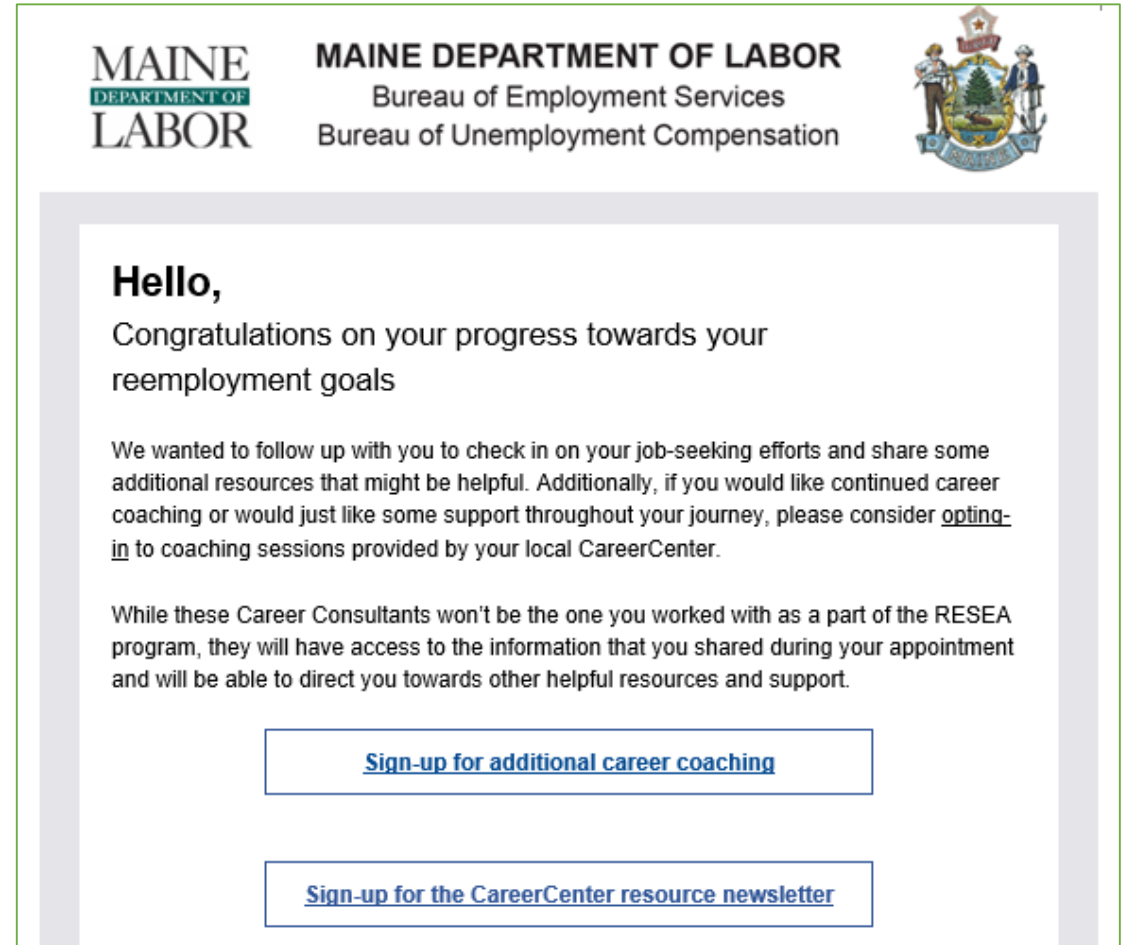 MAINE
DEPARTMENT OF
LABOR
MAINE DEPARTMENT OF LABOR
Bureau of Employment Services
Bureau of Unemployment Compensation
MAINE
Hello,
Congratulations on your progress towards your
reemployment goals
We wanted to follow up with you to check in on your job-seeking efforts and share some
additional resources that might be helpful. Additionally, if you would like continued career
coaching or would just like some support throughout your journey, please consider opting-
in to coaching sessions provided by your local CareerCenter.
While these Career Consultants won't be the one you worked with as a part of the RESEA
program, they will have access to the information that you shared during your appointment
and will be able to direct you towards other helpful resources and support.
Sign-up for additional career coaching
Sign-up for the CareerCenter resource newsletter